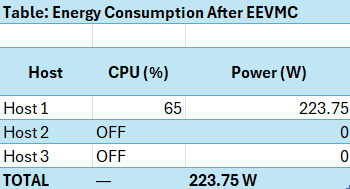 Table: Energy Consumption After EEVMC
Host CPU (%) Power (W)
Host 1 65 223.75
Host 2 OFF 0
Host 3 OFF 0
TOTAL — 223.75 W